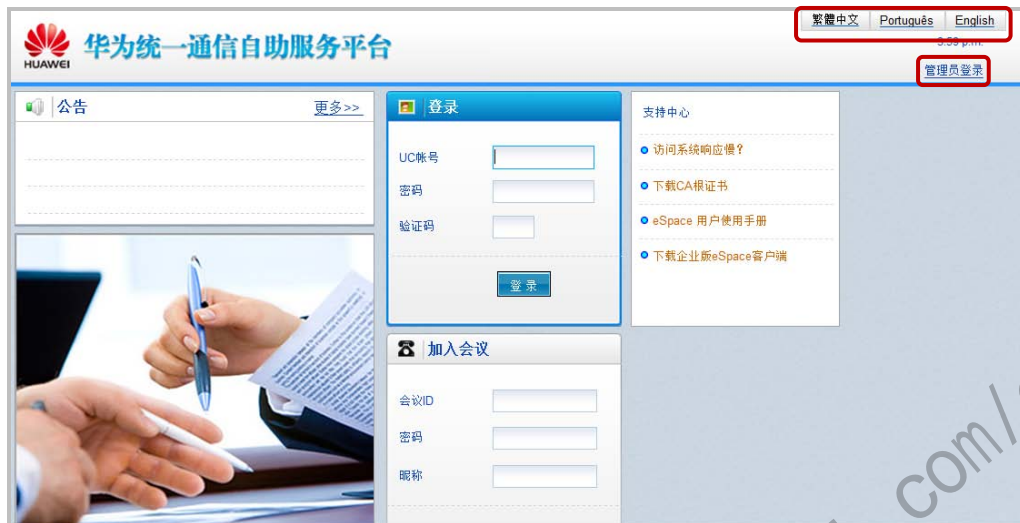 繁體中文 Português English
HUAWEI
华为统一通信自助服务平台
管理员登录
公告 更多>>
登录
UC帐号
密码
验证码
登 录
支持中心
访问系统响应慢?
下载CA根证书
eSpace 用户使用手册
下载企业版eSpace客户端
加入会议
会议ID
密码
昵称
com/